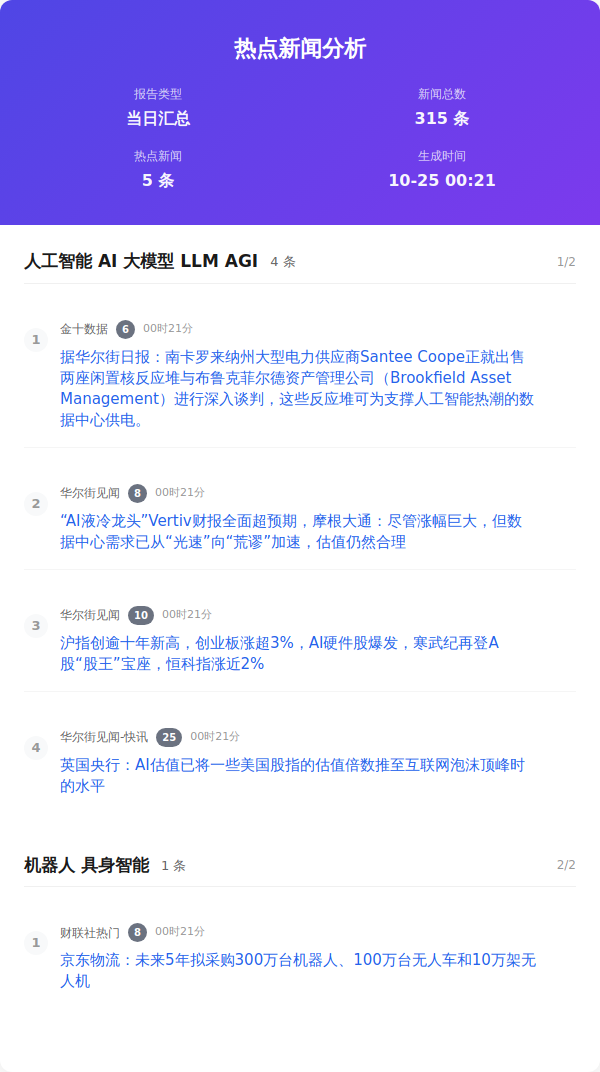 热点新闻分析
报告类型
新闻总数
当日汇总
315 条
热点新闻
生成时间
5 条
10-25 00:21
人工智能 AI 大模型 LLM AGI 4 条 1/2
1 金十数据 6 00时21分
据华尔街日报：南卡罗来纳州大型电力供应商Santee Coope正就出售
两座闲置核反应堆与布鲁克菲尔德资产管理公司（Brookfield Asset
Management）进行深入谈判，这些反应堆可为支撑人工智能热潮的数
据中心供电。
2 华尔街见闻 8 00时21分
“AI液冷龙头”Vertiv财报全面超预期，摩根大通：尽管涨幅巨大，但数
据中心需求已从“光速”向“荒谬”加速，估值仍然合理
3 华尔街见闻 10 00时21分
沪指创逾十年新高，创业板涨超3%，AI硬件股爆发，寒武纪再登A
股“股王”宝座，恒科指涨近2%
4 华尔街见闻-快讯 25 00时21分
英国央行：AI估值已将一些美国股指的估值倍数推至互联网泡沫顶峰时
的水平
机器人 具身智能 1 条 2/2
1 财联社热门 8 00时21分
京东物流：未来5年拟采购300万台机器人、100万台无人车和10万架无
人机